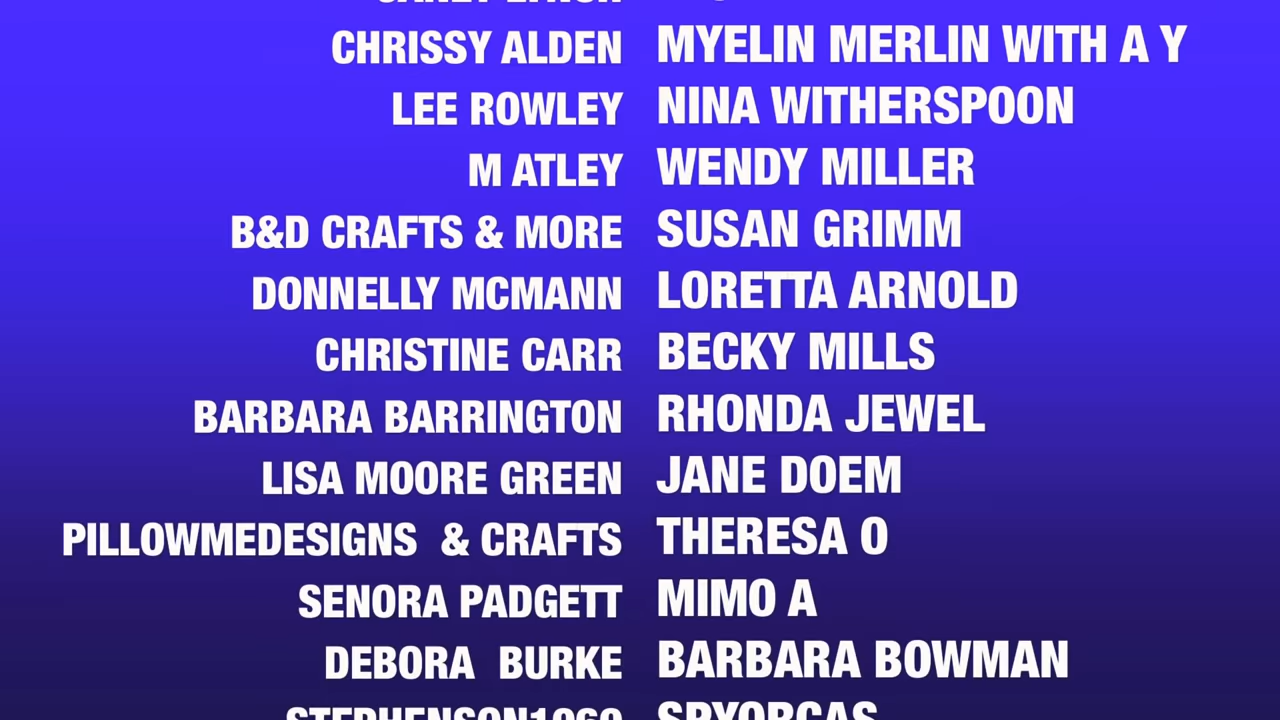 CHRISSY ALDEN MYELIN MERLIN WITH A Y
LEE ROWLEY NINA WITHERSPOON
M ATLEY WENDY MILLER
B&D CRAFTS & MORE SUSAN GRIMM
DONNELLY MCMANN LORETTA ARNOLD
CHRISTINE CARR BECKY MILLS
BARBARA BARRINGTON RHONDA JEWEL
LISA MOORE GREEN JANE DOEM
PILLOWMEDESIGNS & CRAFTS THERESA O
SENORA PADGETT MIMO A
DEBORA BURKE BARBARA BOWMAN
STEPHENSON1960 SPYORCAS